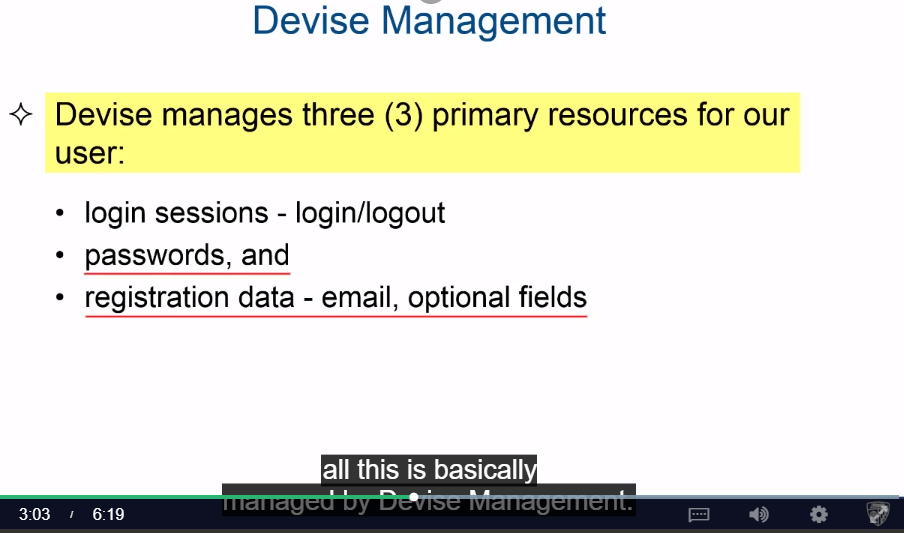 Devise Management
Devise manages three (3) primary resources for our
user:
login sessions - login/logout
passwords, and
registration data - email, optional fields
all this is basically
managed by Devise Management.
3:03 / 6:19